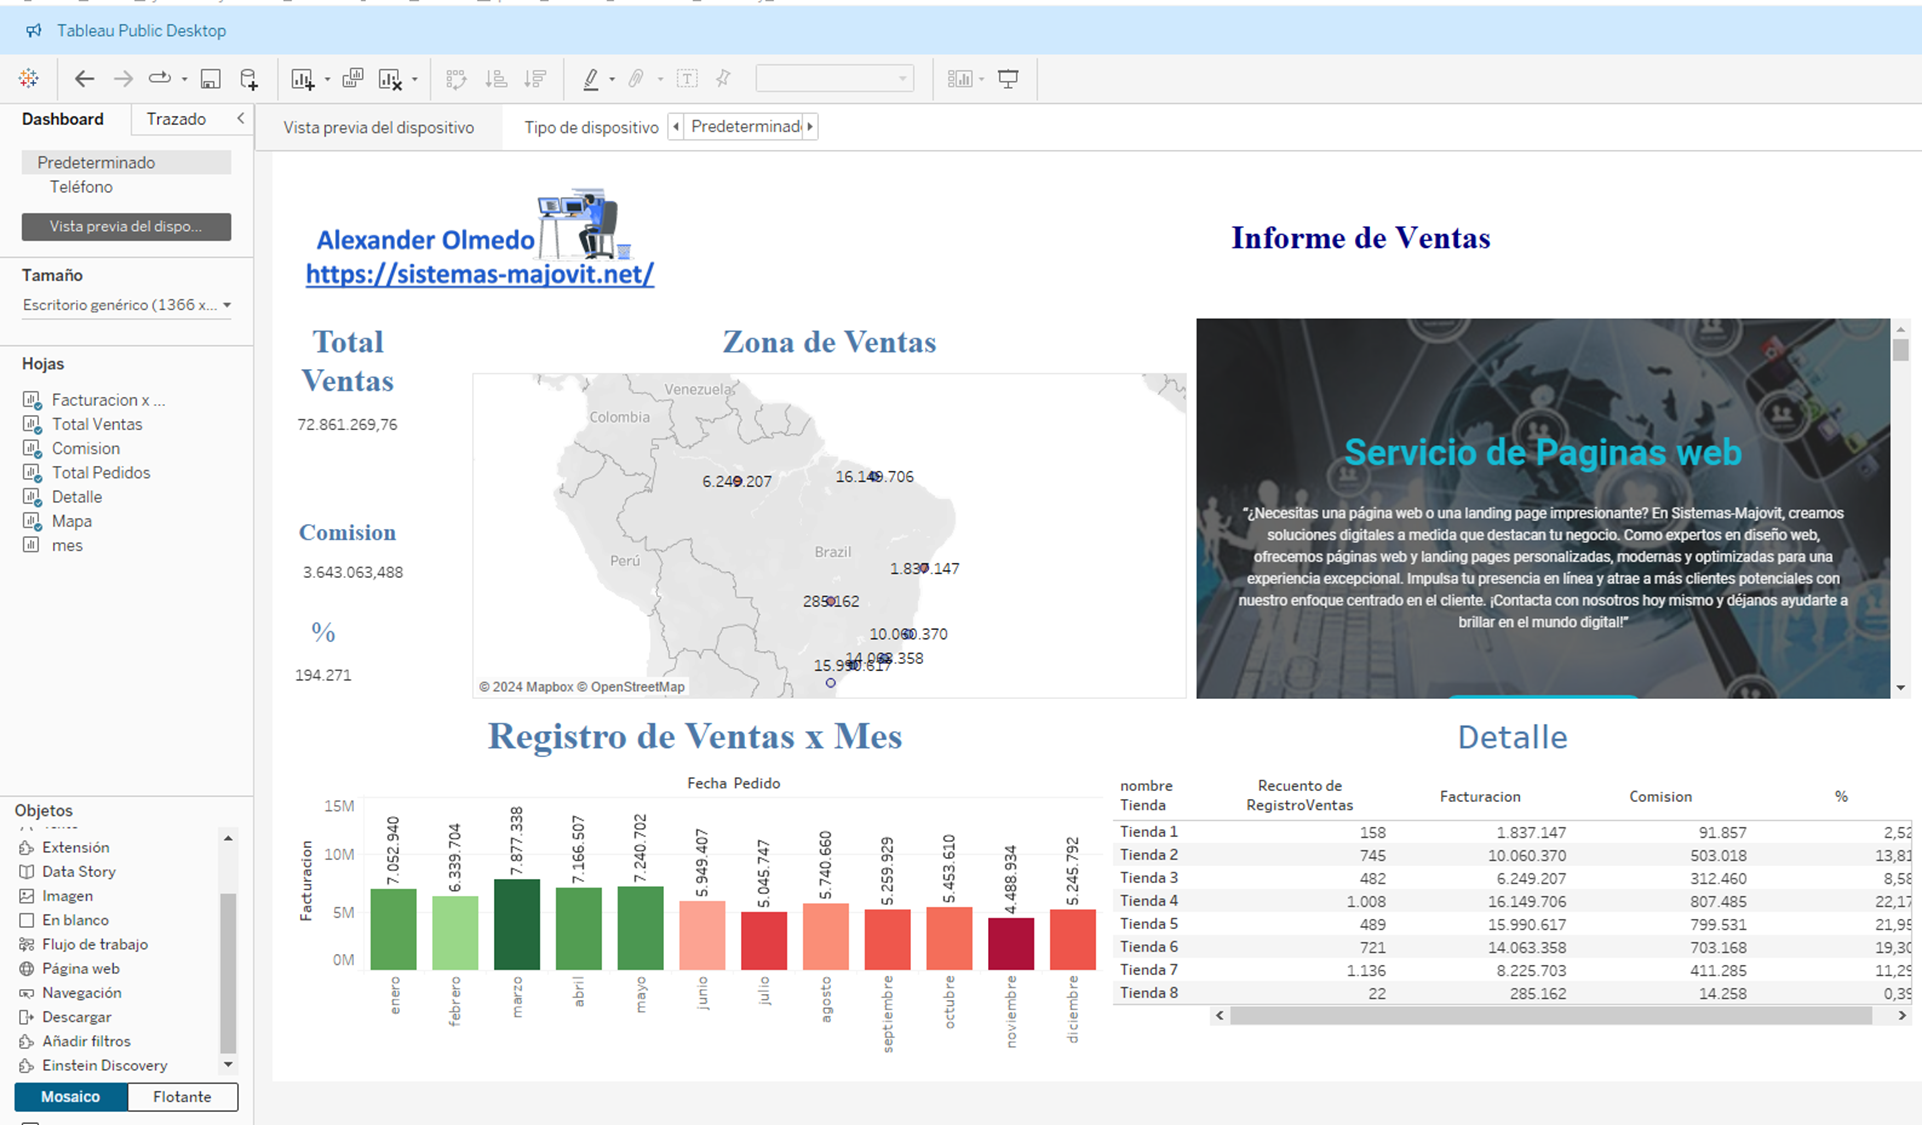 Tableau Public Desktop
Dashboard
Trazado
Vista previa del dispositivo
Tipo de dispositivo
Predeterminad
Predeterminado
Teléfono
Vista previa del dispo...
Tamaño
Escritorio genérico (1366 x...
Hojas
Facturacion x ...
Total Ventas
Comision
Total Pedidos
Detalle
Mapa
mes
Objetos
Extensión
Data Story
Imagen
En blanco
Flujo de trabajo
Página web
Navegación
Descargar
Añadir filtros
Einstein Discovery
Mosaico
Flotante
Alexander Olmedo
https://sistemas-majovit.net/
Informe de Ventas
Total
Ventas
72.861.269,76
Comision
3.643.063,488
%
194.271
Zona de Ventas
Venezuela
Colombia
6.249.207
16.149.706
Brazil
Perú
1.837.147
285.162
10.060.370
14.063.358
15.990.617
© 2024 Mapbox © OpenStreetMap
Servicio de Paginas web
"¿Necesitas una página web o una landing page impresionante? En Sistemas-Majovit, creamos
soluciones digitales a medida que destacan tu negocio. Como expertos en diseño web,
ofrecemos páginas web y landing pages personalizadas, modernas y optimizadas para una
experiencia excepcional. Impulsa tu presencia en línea y atrae a más clientes potenciales con
nuestro enfoque centrado en el cliente. ¡Contacta con nosotros hoy mismo y déjanos ayudarte a
brillar en el mundo digital!"
Registro de Ventas x Mes
Fecha Pedido
Facturacion
15M
10M
5M
0M
7.052.940
6.339.704
7.877.338
7.166.507
7.240.702
5.949.407
5.045.747
5.740.660
5.259.929
5.453.610
4.488.934
5.245.792
enero
febrero
marzo
abril
mayo
junio
julio
agosto
septiembre
octubre
noviembre
diciembre
Detalle
nombre Tienda Recuento de RegistroVentas Facturacion Comision %
Tienda 1 158 1.837.147 91.857 2,52
Tienda 2 745 10.060.370 503.018 13,81
Tienda 3 482 6.249.207 312.460 8,58
Tienda 4 1.008 16.149.706 807.485 22,17
Tienda 5 489 15.990.617 799.531 21,95
Tienda 6 721 14.063.358 703.168 19,30
Tienda 7 1.136 8.225.703 411.285 11,29
Tienda 8 22 285.162 14.258 0,39